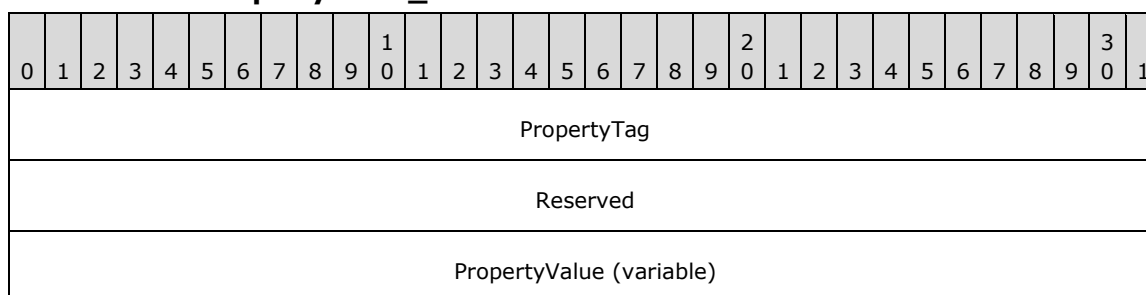 1 2 3
0 1 2 3 4 5 6 7 8 9 0 1 2 3 4 5 6 7 8 9 0 1 2 3 4 5 6 7 8 9 0 1
PropertyTag
Reserved
PropertyValue (variable)